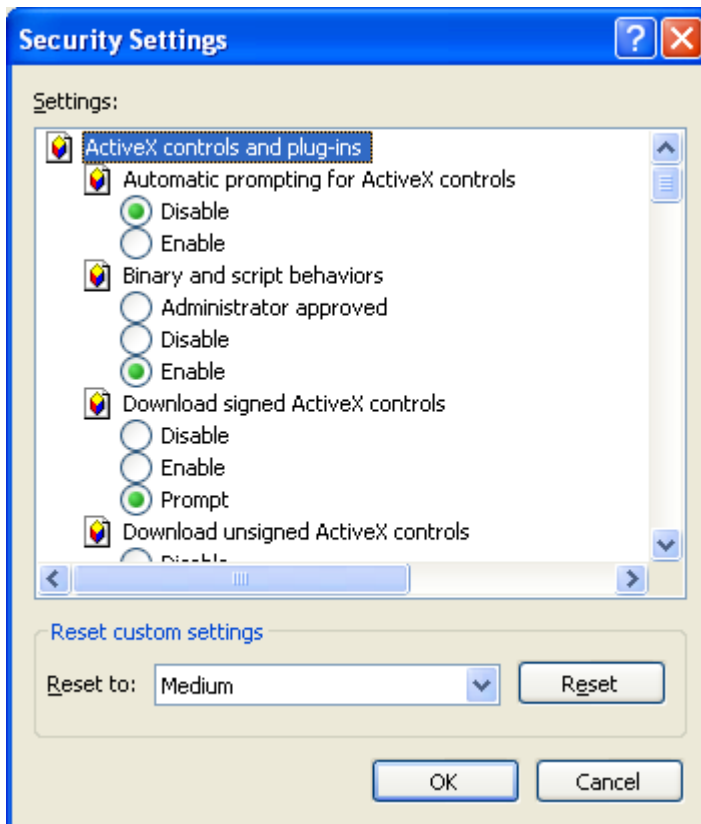 Security Settings
Settings:
ActiveX controls and plug-ins
Automatic prompting for ActiveX controls
Disable
Enable
Binary and script behaviors
Administrator approved
Disable
Enable
Download signed ActiveX controls
Disable
Enable
Prompt
Download unsigned ActiveX controls
Disable
Reset custom settings
Reset to: Medium Reset
OK Cancel